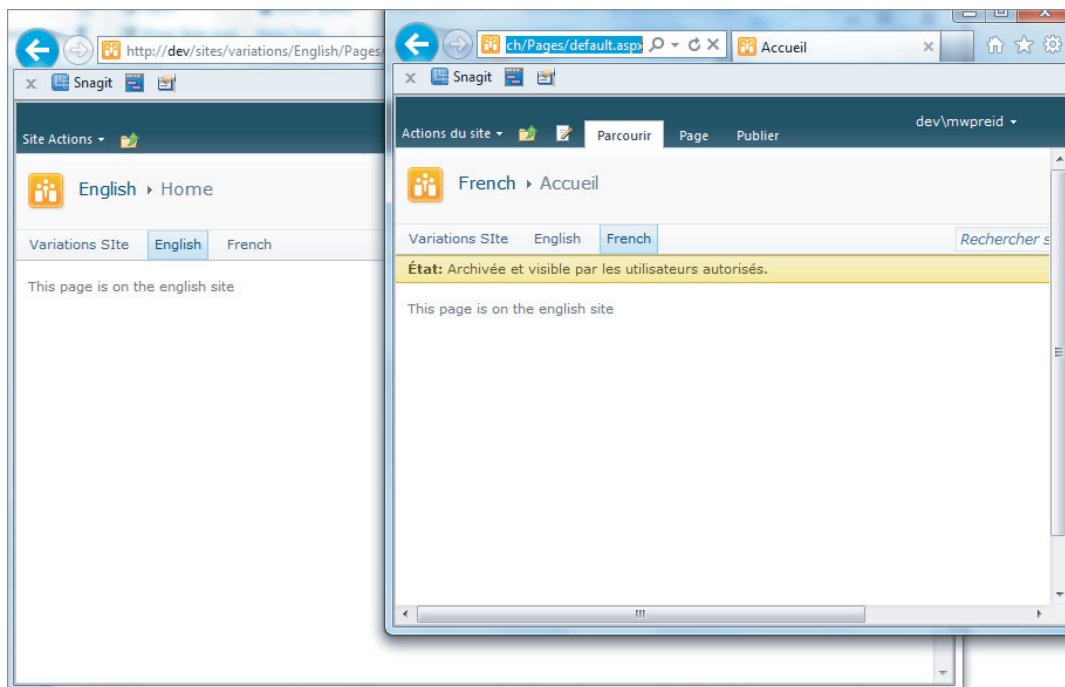 http://dev/sites/variations/English/Pages/
x Snagit
Site Actions
English ▸ Home
Variations SIte English French
This page is on the english site
ch/Pages/default.aspx
Accueil
x Snagit
Actions du site Parcourir Page Publier
dev\mwpreid
French ▸ Accueil
Variations SIte English French
Rechercher s
État: Archivée et visible par les utilisateurs autorisés.
This page is on the english site